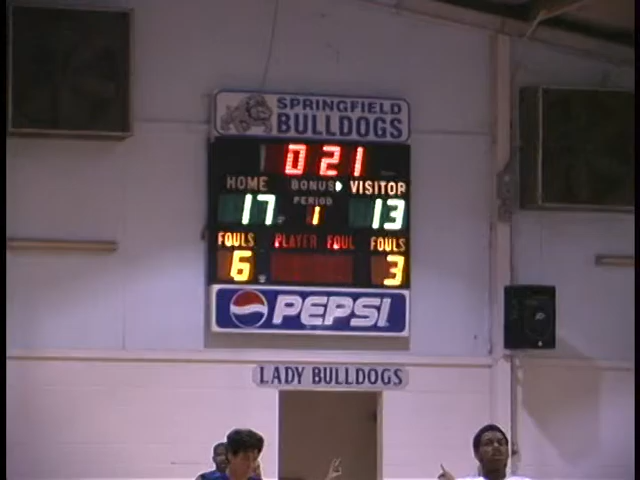 SPRINGFIELD
BULLDOGS
0 21
HOME BONUS VISITOR
PERIOD
17 1 13
FOULS PLAYER FOUL FOULS
6 3
PEPSI
LADY BULLDOGS